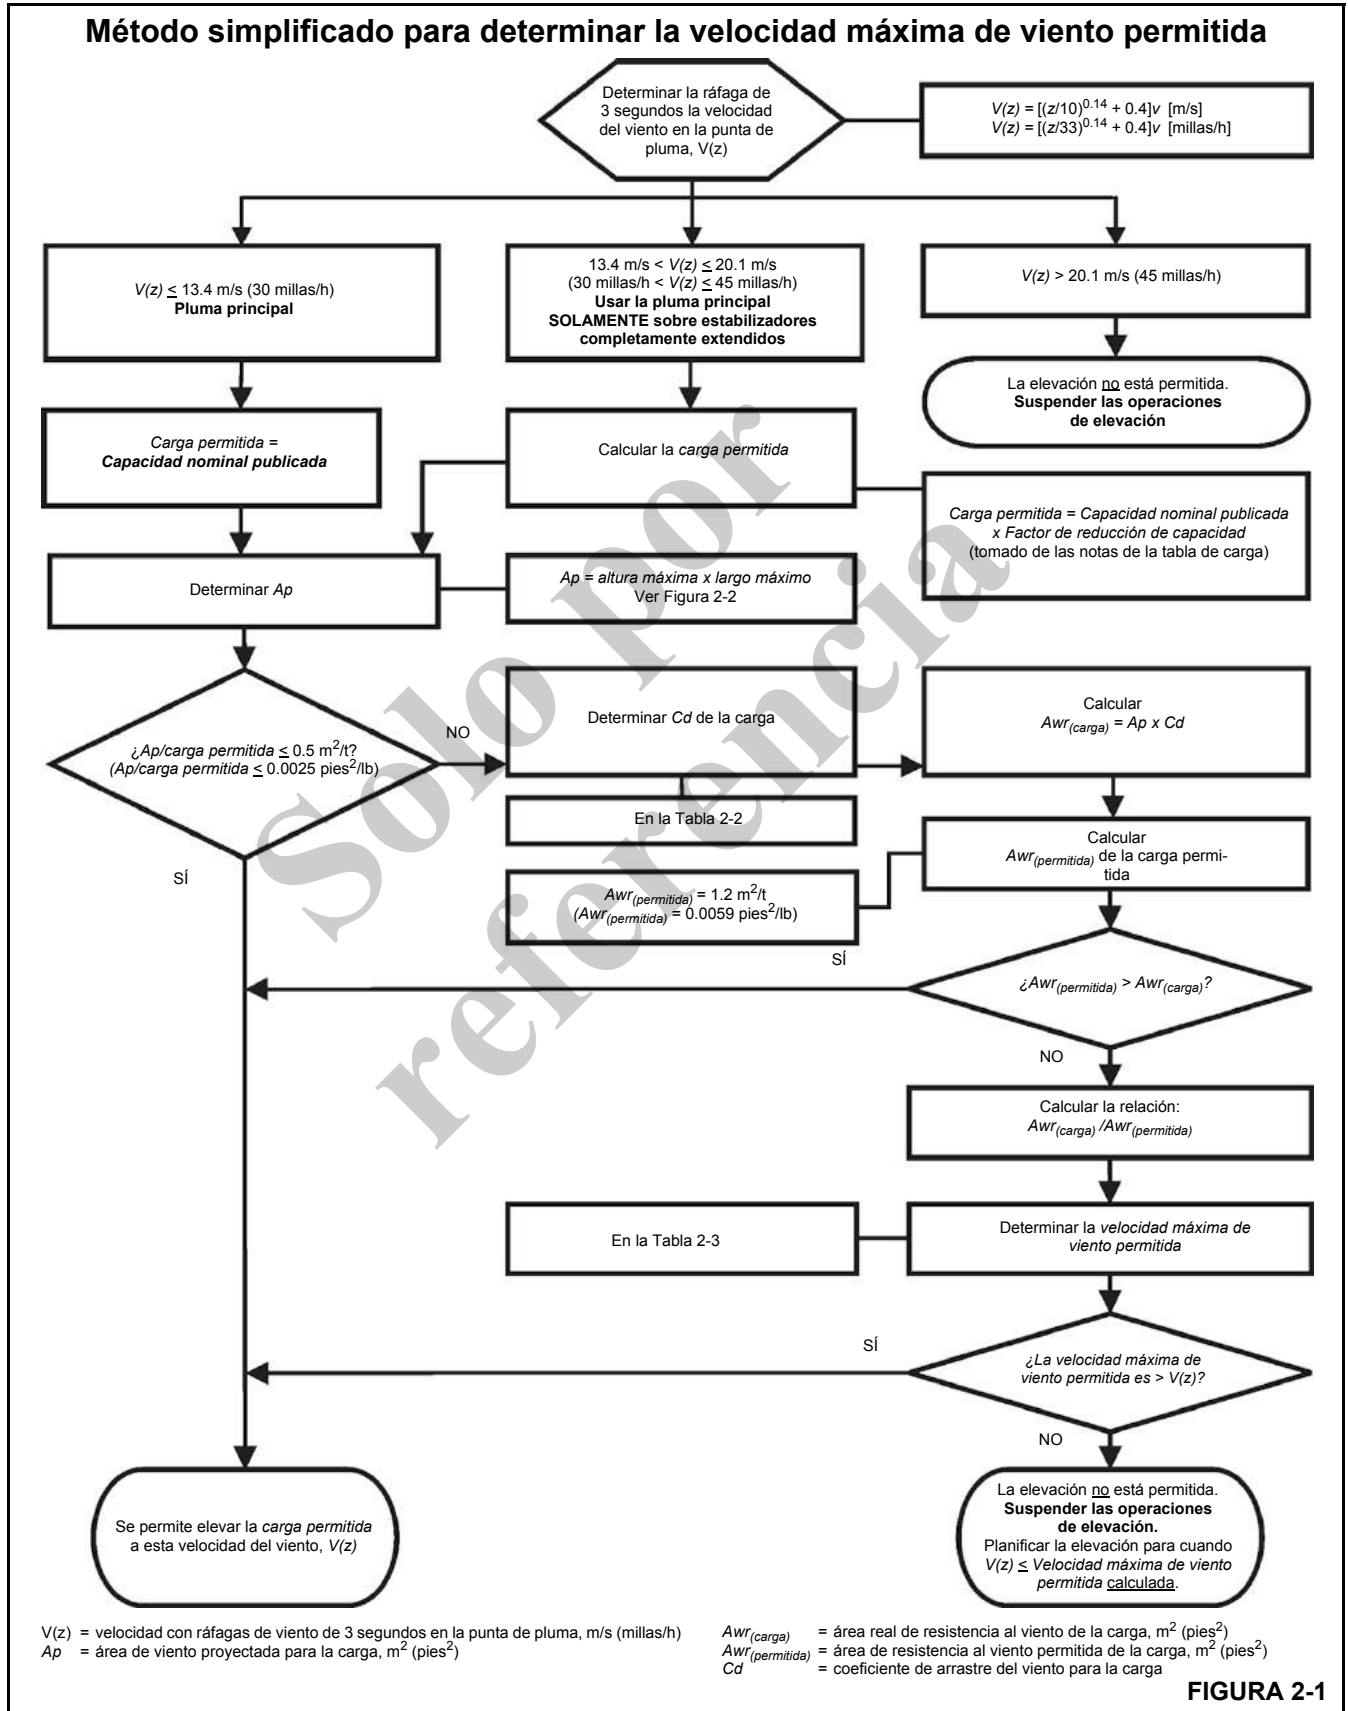 Método simplificado para determinar la velocidad máxima de viento permitida
Determinar la ráfaga de
3 segundos la velocidad
del viento en la punta de
pluma, V(z)
V(z) = [(z/10)^0.14 + 0.4]v [m/s]
V(z) = [(z/33)^0.14 + 0.4]v [millas/h]
V(z) ≤ 13.4 m/s (30 millas/h)
Pluma principal
13.4 m/s < V(z) ≤ 20.1 m/s
(30 millas/h < V(z) ≤ 45 millas/h)
Usar la pluma principal
SOLAMENTE sobre estabilizadores
completamente extendidos
V(z) > 20.1 m/s (45 millas/h)
La elevación no está permitida.
Suspender las operaciones
de elevación
Carga permitida =
Capacidad nominal publicada
Calcular la carga permitida
Carga permitida = Capacidad nominal publicada
x Factor de reducción de capacidad
(tomado de las notas de la tabla de carga)
Determinar Ap
Ap = altura máxima x largo máximo
Ver Figura 2-2
¿Ap/carga permitida ≤ 0.5 m²/t?
(Ap/carga permitida ≤ 0.0025 pies²/lb)
NO
SÍ
Determinar Cd de la carga
En la Tabla 2-2
Calcular
Awr(carga) = Ap x Cd
Calcular
Awr(permitida) de la carga permi-
tida
Awr(permitida) = 1.2 m²/t
(Awr(permitida) = 0.0059 pies²/lb)
SÍ
¿Awr(permitida) > Awr(carga)?
NO
Calcular la relación:
Awr(carga) /Awr(permitida)
En la Tabla 2-3
Determinar la velocidad máxima de
viento permitida
SÍ
¿La velocidad máxima de
viento permitida es > V(z)?
NO
Se permite elevar la carga permitida
a esta velocidad del viento, V(z)
La elevación no está permitida.
Suspender las operaciones
de elevación.
Planificar la elevación para cuando
V(z) ≤ Velocidad máxima de viento
permitida calculada.
V(z) = velocidad con ráfagas de viento de 3 segundos en la punta de pluma, m/s (millas/h)
Ap = área de viento proyectada para la carga, m² (pies²)
Awr(carga) = área real de resistencia al viento de la carga, m² (pies²)
Awr(permitida) = área de resistencia al viento permitida de la carga, m² (pies²)
Cd = coeficiente de arrastre del viento para la carga
FIGURA 2-1
Solo por
referencia